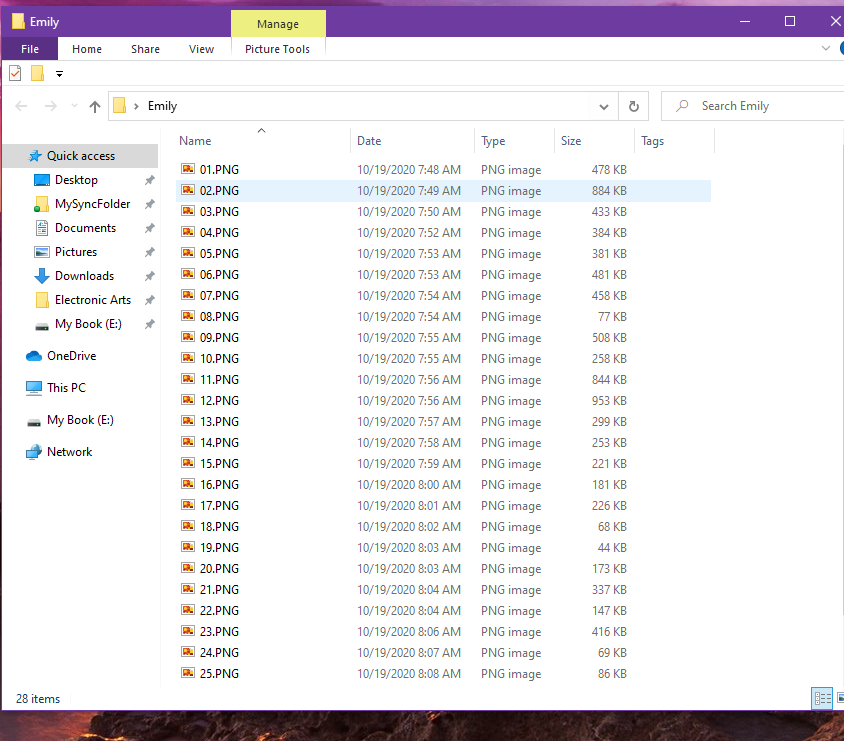 Emily
Manage
File Home Share View Picture Tools
Emily
Search Emily
Name Date Type Size Tags
Quick access
Desktop
MySyncFolder
Documents
Pictures
Downloads
Electronic Arts
My Book (E:)
OneDrive
This PC
My Book (E:)
Network
01.PNG 10/19/2020 7:48 AM PNG image 478 KB
02.PNG 10/19/2020 7:49 AM PNG image 884 KB
03.PNG 10/19/2020 7:50 AM PNG image 433 KB
04.PNG 10/19/2020 7:52 AM PNG image 384 KB
05.PNG 10/19/2020 7:53 AM PNG image 381 KB
06.PNG 10/19/2020 7:53 AM PNG image 481 KB
07.PNG 10/19/2020 7:54 AM PNG image 458 KB
08.PNG 10/19/2020 7:54 AM PNG image 77 KB
09.PNG 10/19/2020 7:55 AM PNG image 508 KB
10.PNG 10/19/2020 7:55 AM PNG image 258 KB
11.PNG 10/19/2020 7:56 AM PNG image 844 KB
12.PNG 10/19/2020 7:56 AM PNG image 953 KB
13.PNG 10/19/2020 7:57 AM PNG image 299 KB
14.PNG 10/19/2020 7:58 AM PNG image 253 KB
15.PNG 10/19/2020 7:59 AM PNG image 221 KB
16.PNG 10/19/2020 8:00 AM PNG image 181 KB
17.PNG 10/19/2020 8:01 AM PNG image 226 KB
18.PNG 10/19/2020 8:02 AM PNG image 68 KB
19.PNG 10/19/2020 8:03 AM PNG image 44 KB
20.PNG 10/19/2020 8:03 AM PNG image 173 KB
21.PNG 10/19/2020 8:04 AM PNG image 337 KB
22.PNG 10/19/2020 8:04 AM PNG image 147 KB
23.PNG 10/19/2020 8:06 AM PNG image 416 KB
24.PNG 10/19/2020 8:07 AM PNG image 69 KB
25.PNG 10/19/2020 8:08 AM PNG image 86 KB
28 items